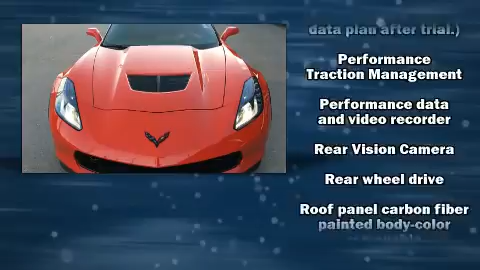 data plan after trial.)
Performance
Traction Management
Performance data
and video recorder
Rear Vision Camera
Rear wheel drive
Roof panel carbon fiber
painted body-color